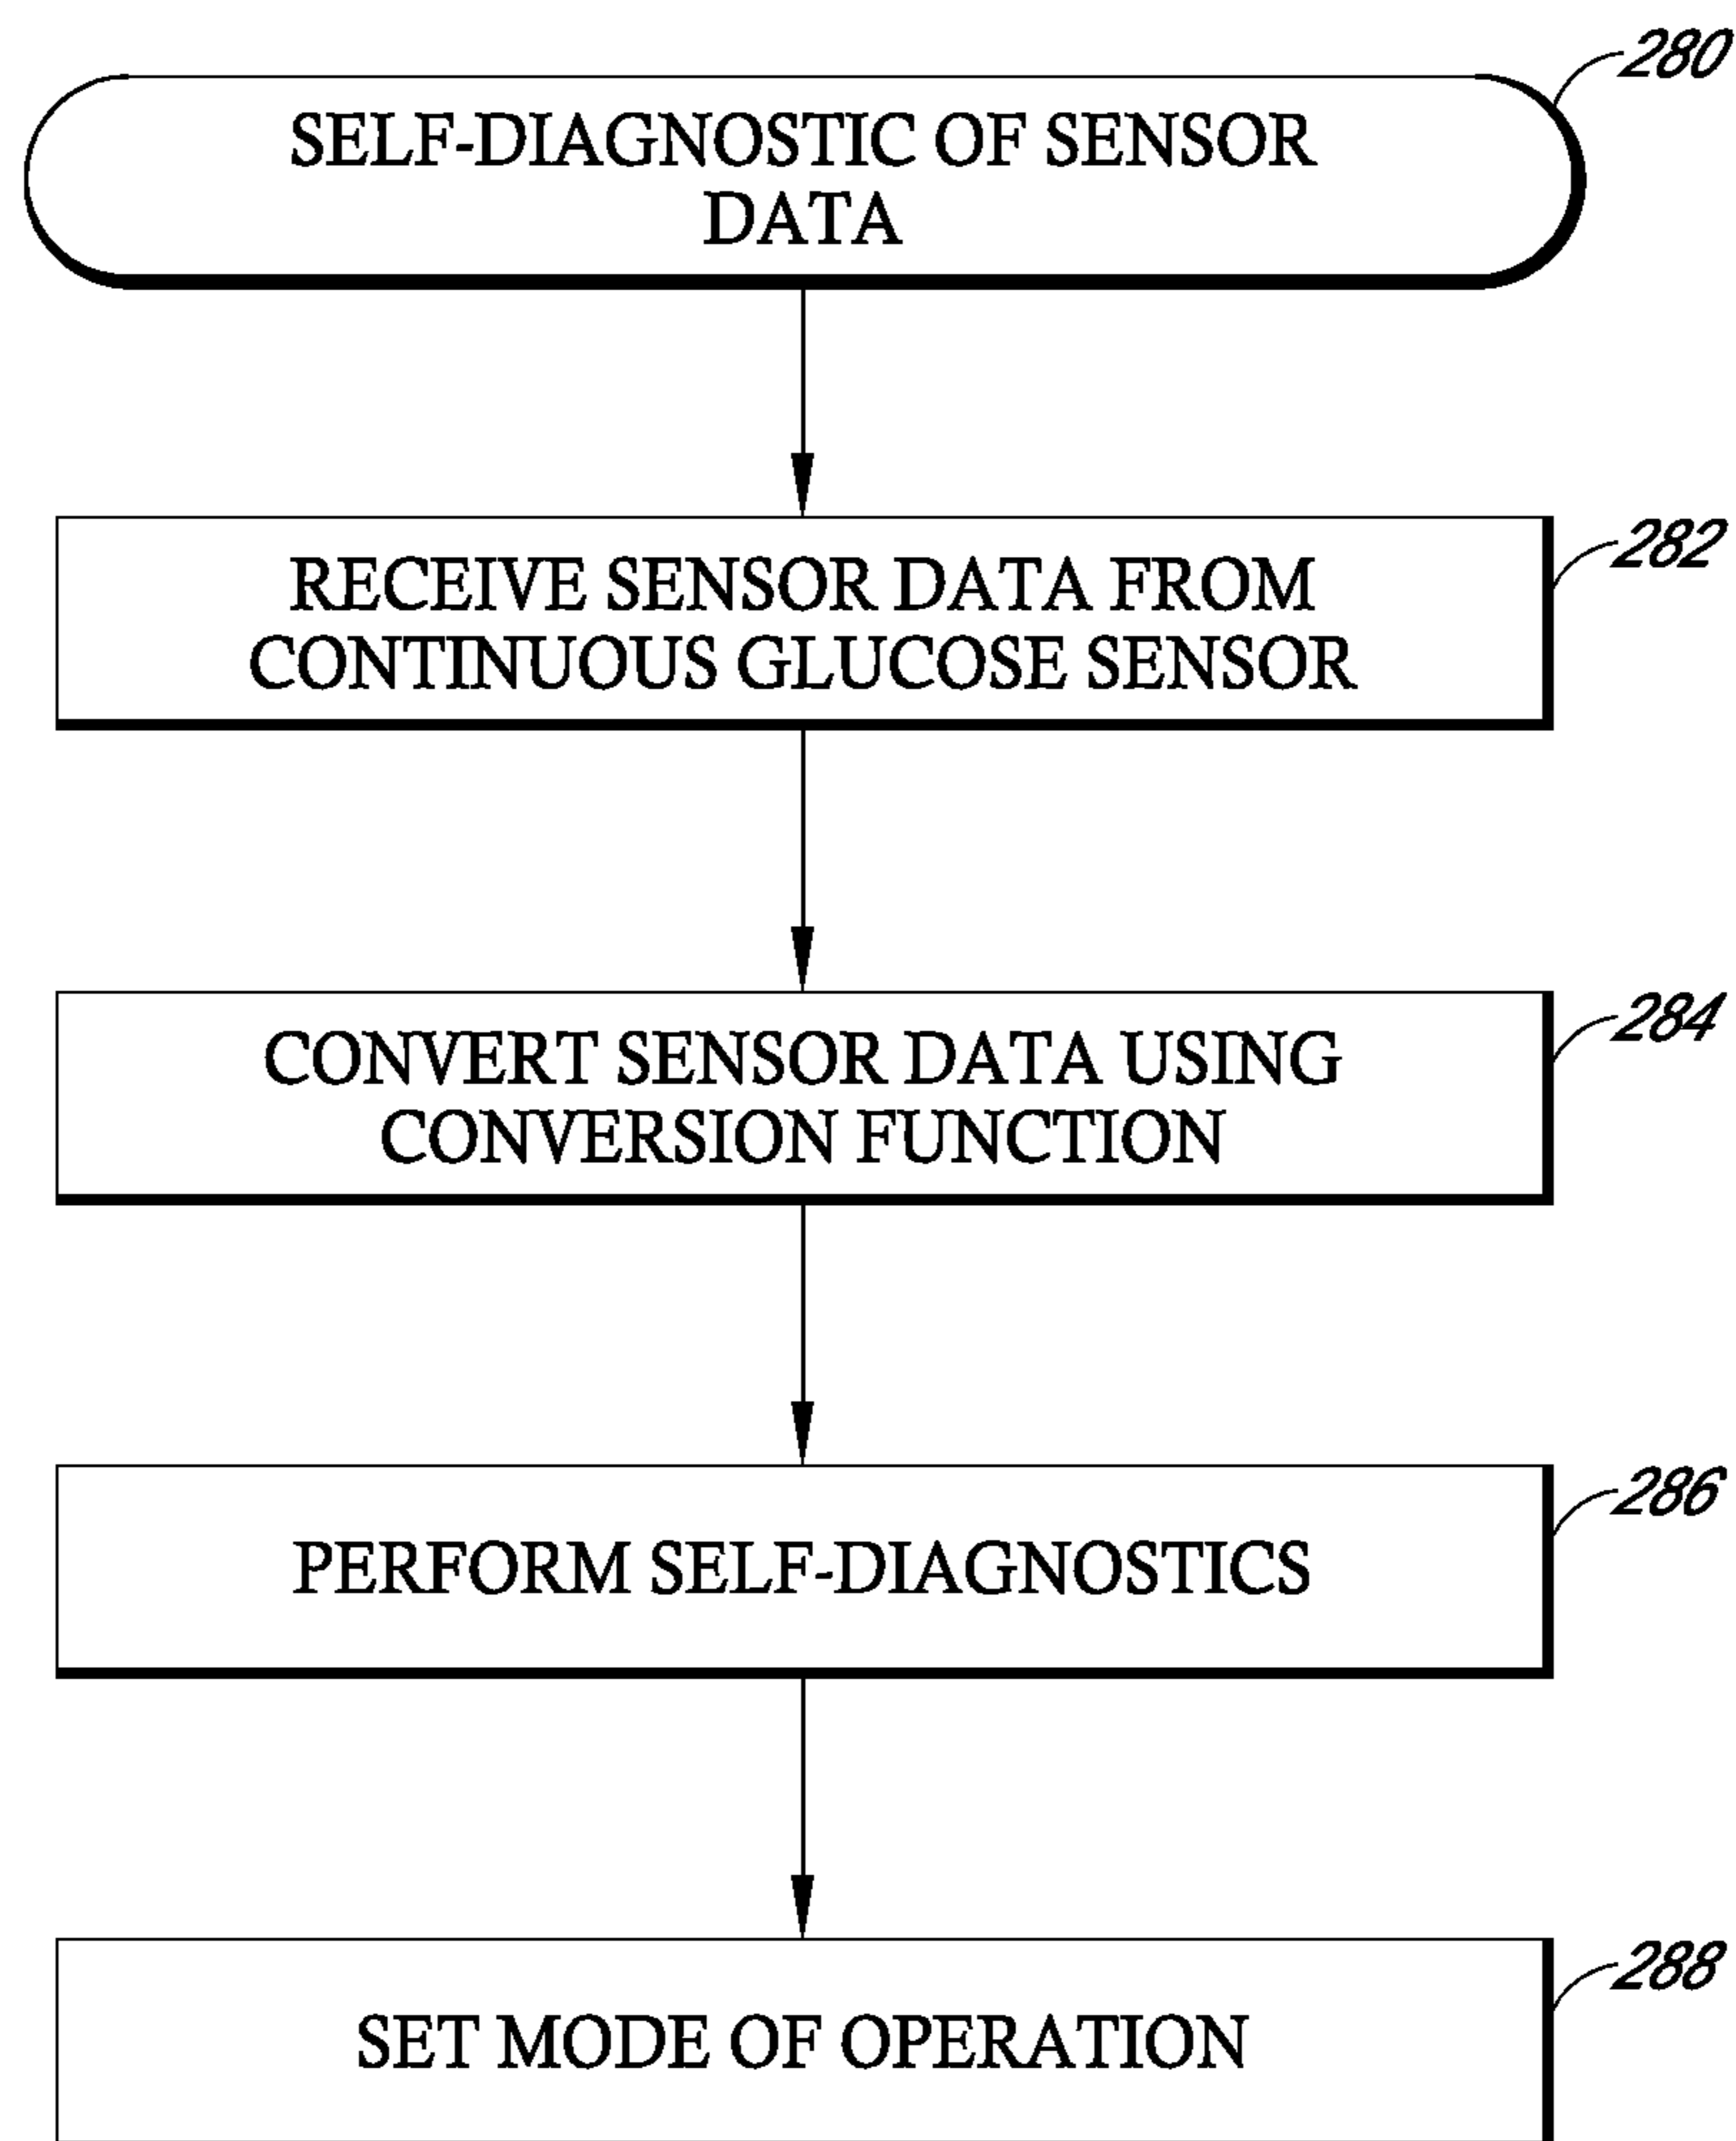 280
SELF-DIAGNOSTIC OF SENSOR
DATA
282
RECEIVE SENSOR DATA FROM
CONTINUOUS GLUCOSE SENSOR
284
CONVERT SENSOR DATA USING
CONVERSION FUNCTION
286
PERFORM SELF-DIAGNOSTICS
288
SET MODE OF OPERATION